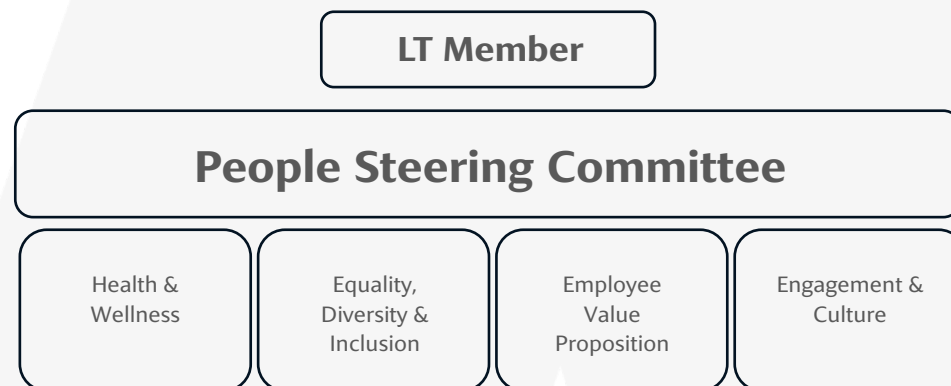 LT Member
People Steering Committee
Health &
Wellness
Equality,
Diversity &
Inclusion
Employee
Value
Proposition
Engagement &
Culture